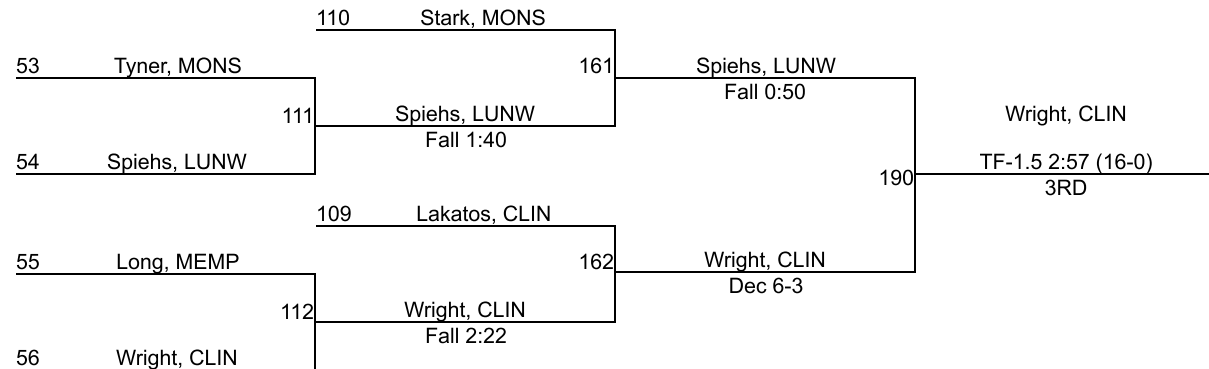 110 Stark, MONS
53 Tyner, MONS
161 Spiehs, LUNW
Fall 0:50
111 Spiehs, LUNW
Fall 1:40
Wright, CLIN
54 Spiehs, LUNW
TF-1.5 2:57 (16-0)
190
3RD
109 Lakatos, CLIN
55 Long, MEMP
162 Wright, CLIN
Dec 6-3
112 Wright, CLIN
Fall 2:22
56 Wright, CLIN